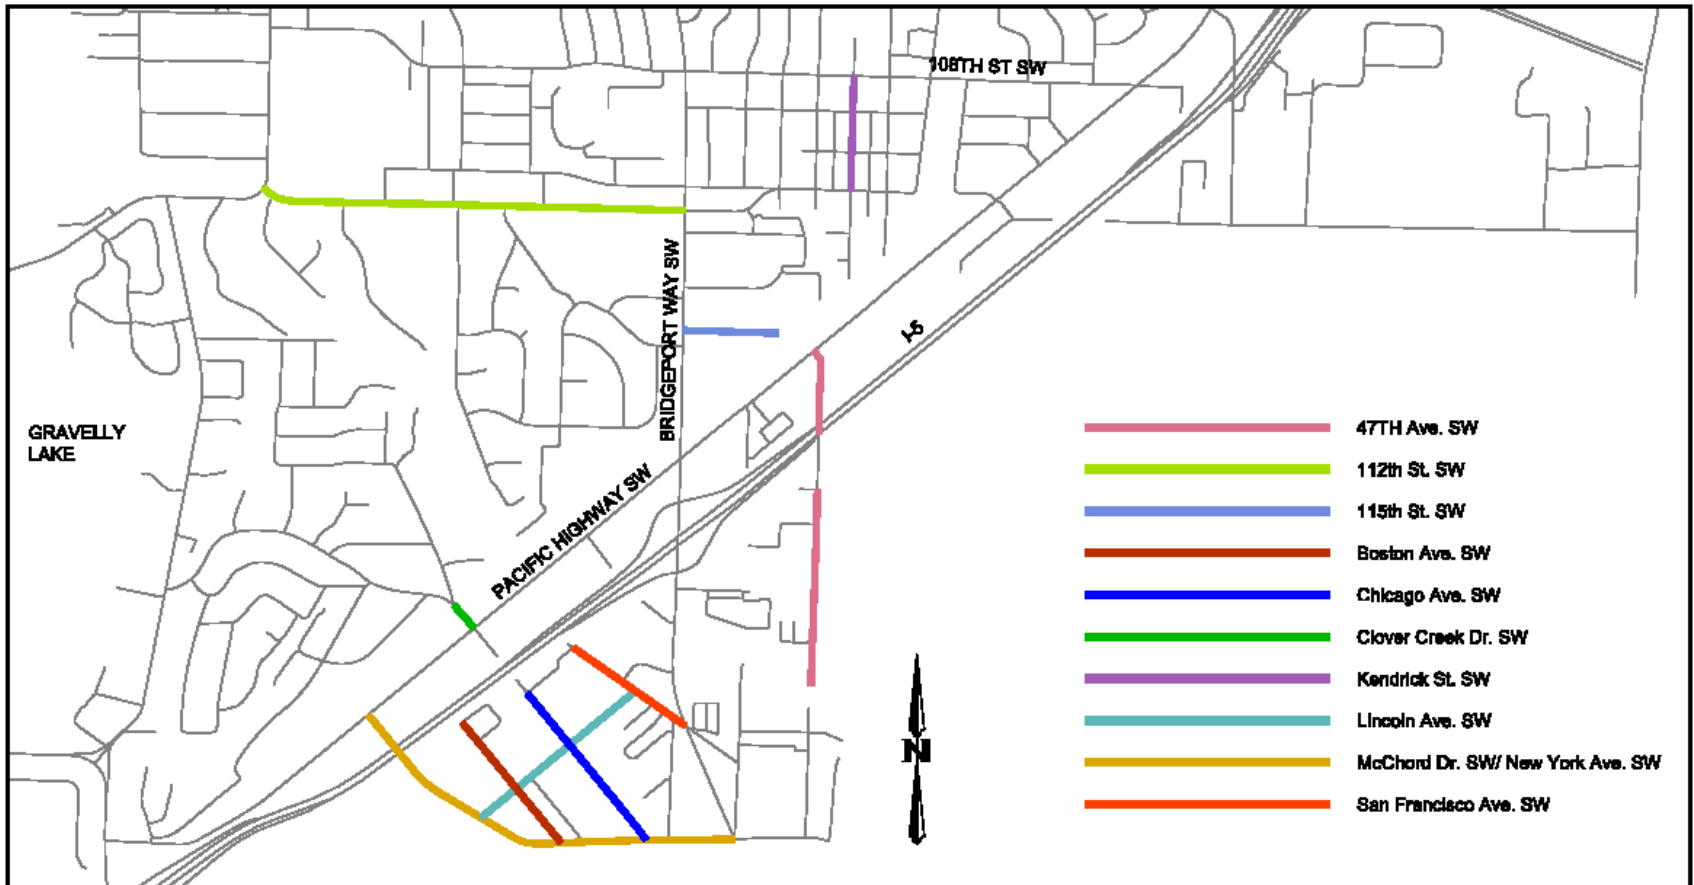 108TH ST SW
BRIDGEPORT WAY SW
I-5
GRAVELLY
LAKE
PACIFIC HIGHWAY SW
47TH Ave. SW
112th St. SW
115th St. SW
Boston Ave. SW
Chicago Ave. SW
Clover Creek Dr. SW
Kendrick St. SW
Lincoln Ave. SW
McChord Dr. SW/ New York Ave. SW
San Francisco Ave. SW
N